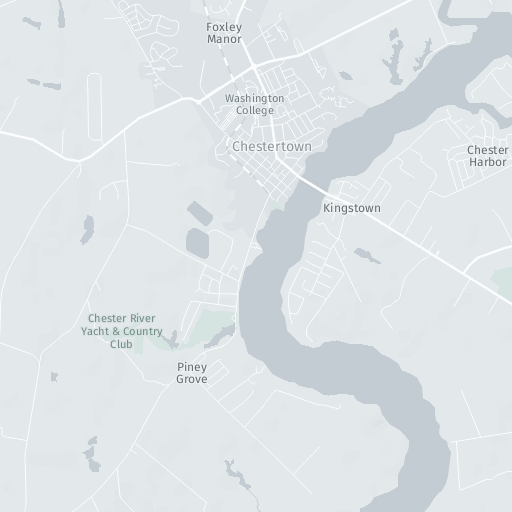 Foxley
Manor
Washington
College
Chestertown
Chester
Harbor
Kingstown
Chester River
Yacht & Country
Club
Piney
Grove